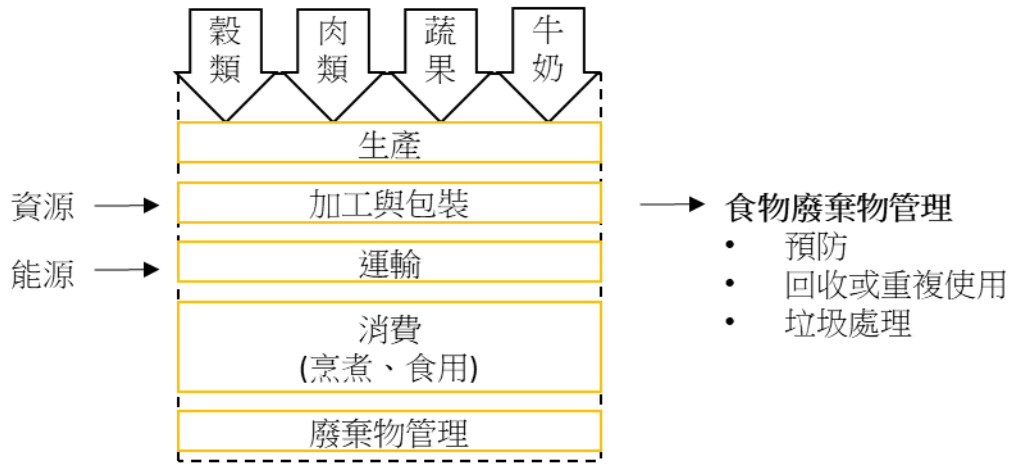 穀類
肉類
蔬果
牛奶
生產
資源
加工與包裝
能源
運輸
消費
(烹煮、食用)
廢棄物管理
食物廢棄物管理
• 預防
• 回收或重複使用
• 垃圾處理